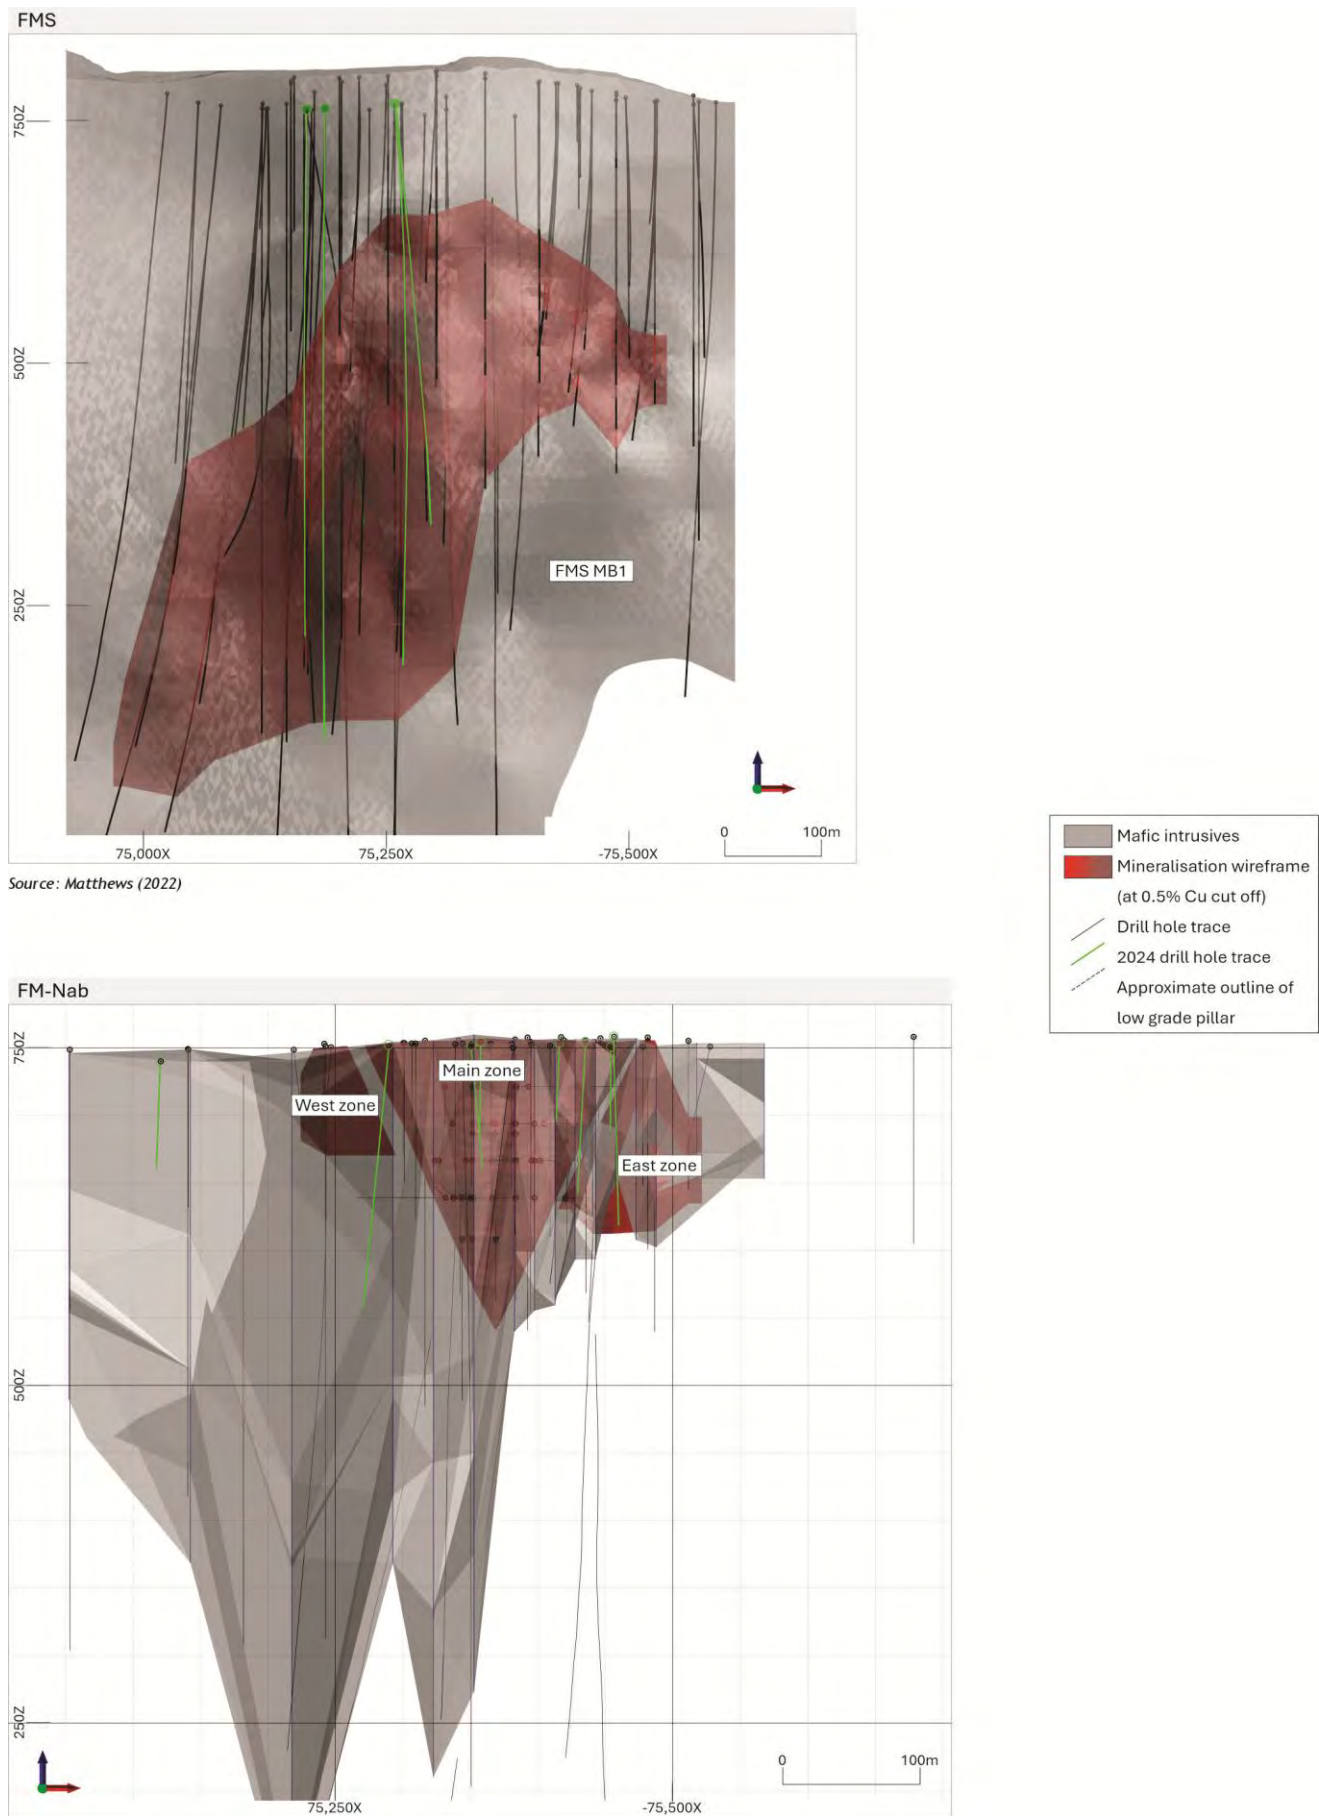 FMS
750Z
500Z
FMS MB1
250Z
0 100m
75,000X 75,250X -75,500X
Source: Matthews (2022)
Mafic intrusives
Mineralisation wireframe
(at 0.5% Cu cut off)
Drill hole trace
2024 drill hole trace
Approximate outline of
low grade pillar
FM-Nab
750Z
Main zone
West zone
East zone
500Z
250Z
0 100m
75,250X -75,500X